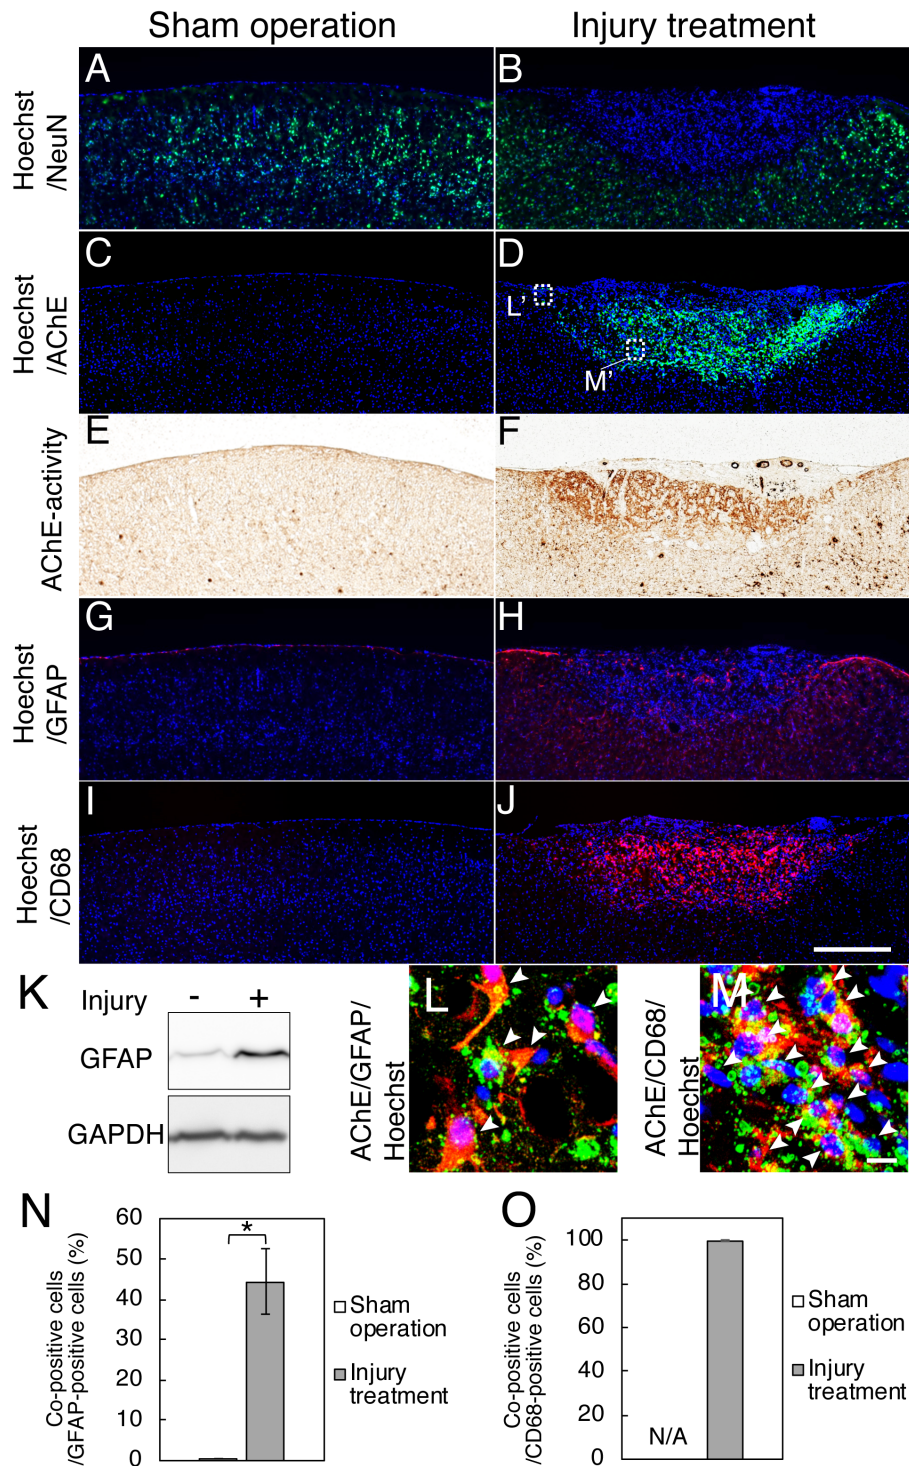 Sham operation
Injury treatment
Hoechst
/NeuN
A
B
Hoechst
/AChE
C
D
L’
M’
AChE-activity
E
F
Hoechst
/GFAP
G
H
Hoechst
/CD68
I
J
K
Injury - +
GFAP
GAPDH
AChE/GFAP/
Hoechst
L
AChE/CD68/
Hoechst
M
N
Co-positive cells
/GFAP-positive cells (%)
60
50
40
30
20
10
0
*
Sham
operation
Injury
treatment
O
Co-positive cells
/CD68-positive cells (%)
100
80
60
40
20
0
N/A
Sham
operation
Injury
treatment